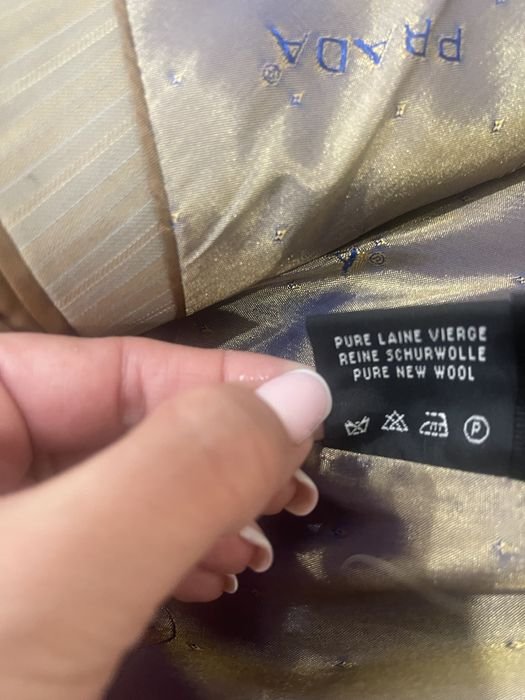 PRADA®
PURE LAINE VIERGE
REINE SCHURWOLLE
PURE NEW WOOL
P